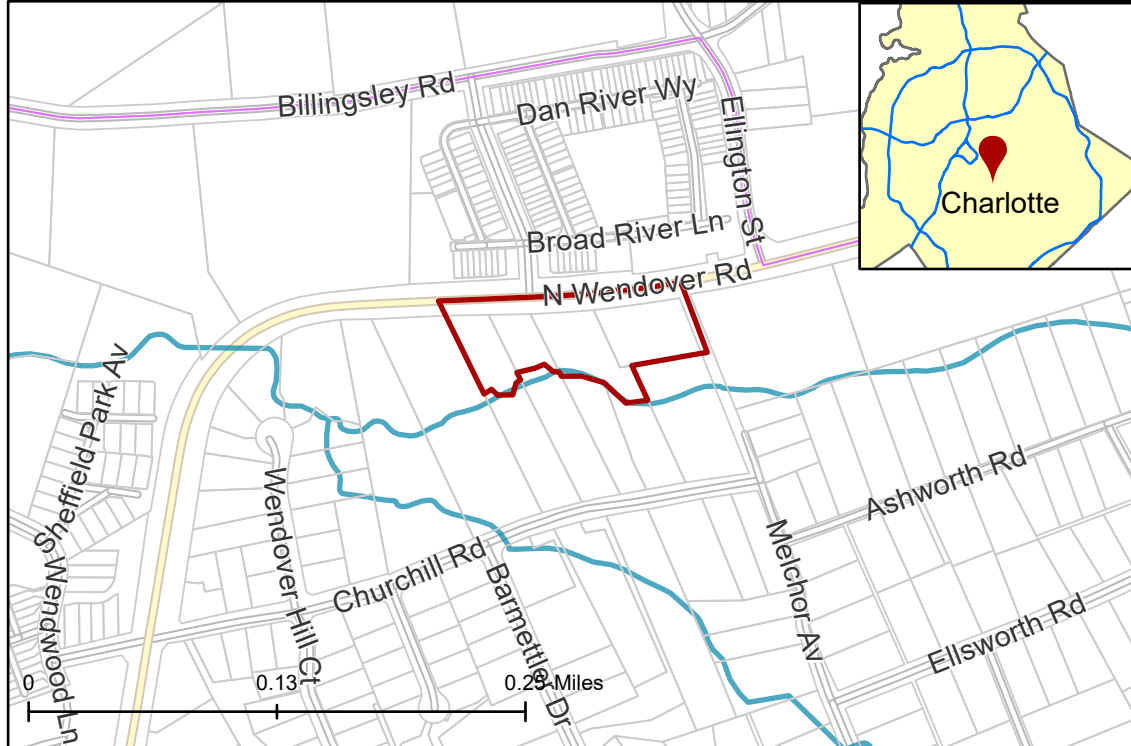 Billingsley Rd
Dan River Wy
Ellington St
Charlotte
Broad River Ln
N Wendover Rd
Sheffield Park Av
Wendover Hill Ct
Churchill Rd
Barmettler Dr
Melchor Av
Ashworth Rd
Ellsworth Rd
S Wendwood Ln
0
0.13
0.25 Miles